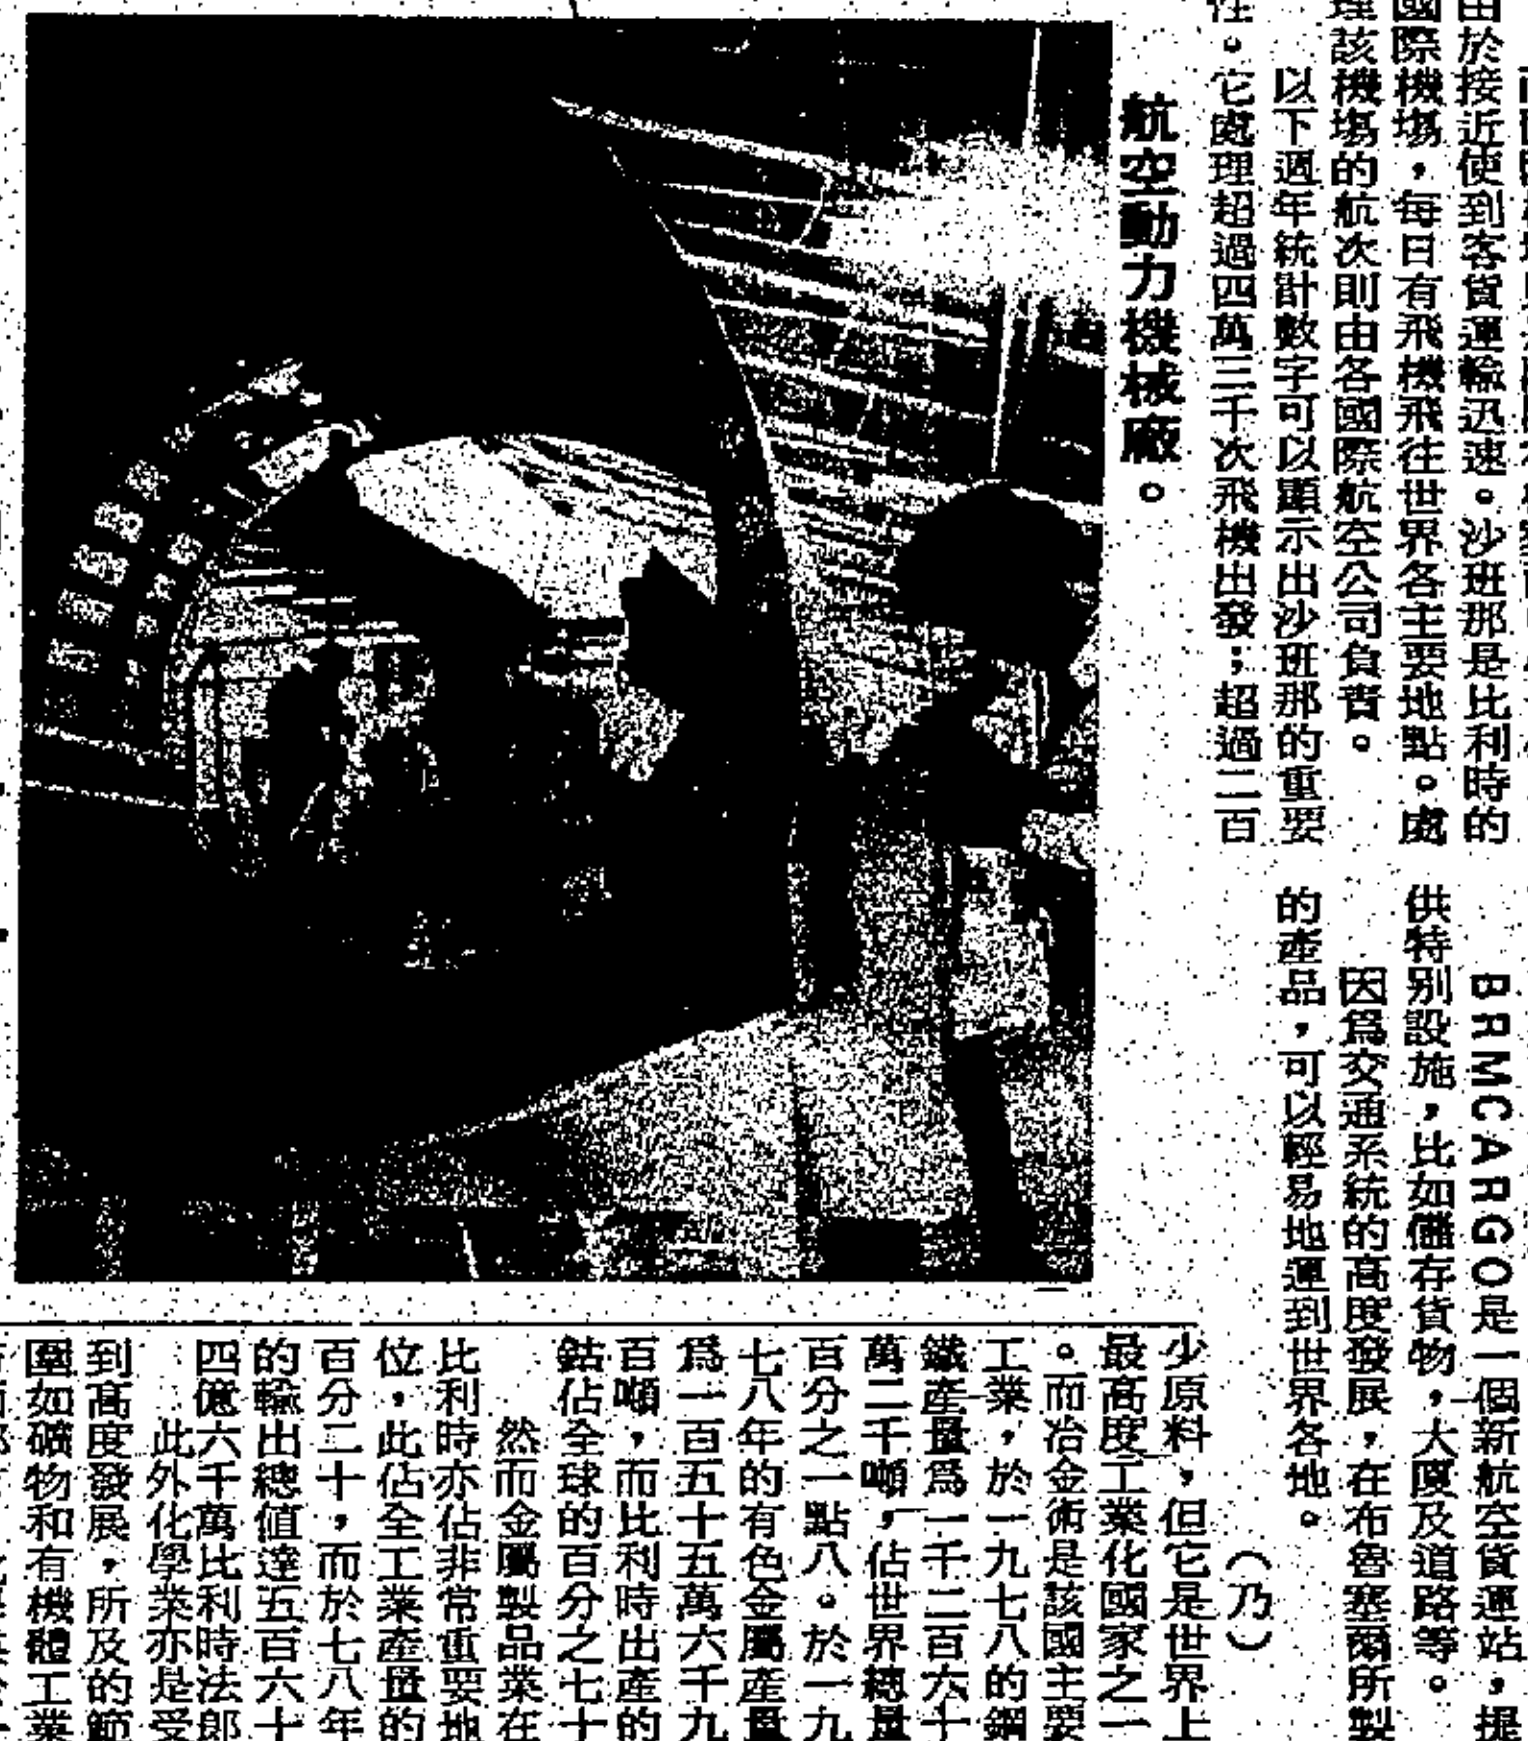 由於接近使到客貨運輸迅速。沙班那是比利時的
國際機場，每日有飛機飛往世界各主要地點。處
理該機場的航次則由各國際航空公司負責。
以下週年統計數字可以顯示出沙班那的重要
性。它處理超過四萬三千次飛機出發；超過二百
航空動力機械廠。
BRMCARGO是一個新航空貨運站，提
供特別設施，比如儲存貨物，大廈及道路等。
因爲交通系統的高度發展，在布魯塞爾所製
的產品，可以輕易地運到世界各地。
（乃）
少原料，但它是世界上
最高度工業化國家之一
。而冶金術是該國主要
工業，於一九七八的鋼
鐵產量爲一千二百六十
萬二千噸，佔世界總量
百分之一點八。於一九
七八年的有色金屬產量
爲一百五十五萬六千九
百噸，而比利時出產的
鈷佔全球的百分之七十
然而金屬製品業在
比利時亦佔非常重要地
位，此佔全工業產量的
百分二十，而於七八年
的輸出總值達五百六十
四億六千萬比利時法郎
此外化學業亦是受
到高度發展，所及的範
圍如礦物和有機體工業